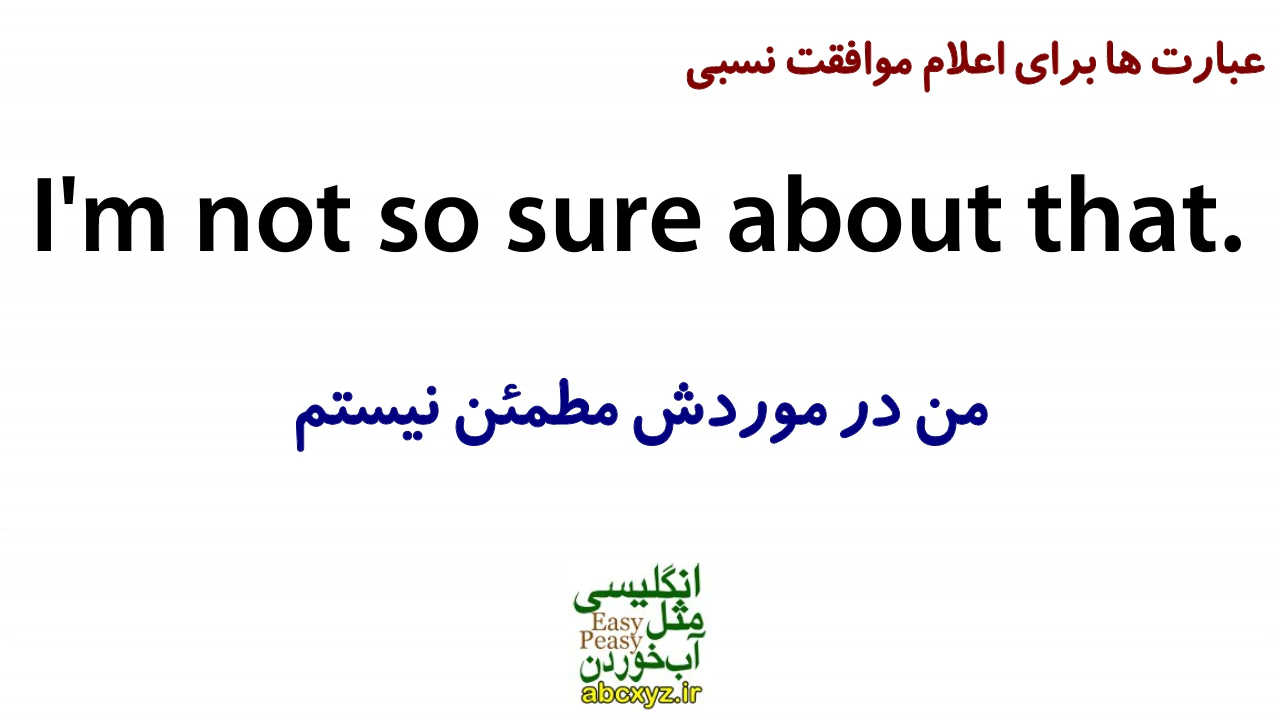 عبارت ها برای اعلام موافقت نسبی
I'm not so sure about that.
من در موردش مطمئن نیستم
انگلیسی
مثل Easy
Peasy
آب‌خوردن
abcxyz.ir